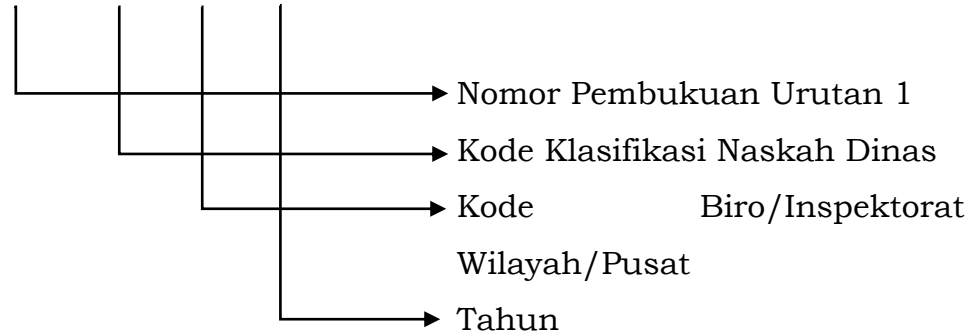 Nomor Pembukuan Urutan 1
Kode Klasifikasi Naskah Dinas
Kode Biro/Inspektorat
Wilayah/Pusat
Tahun